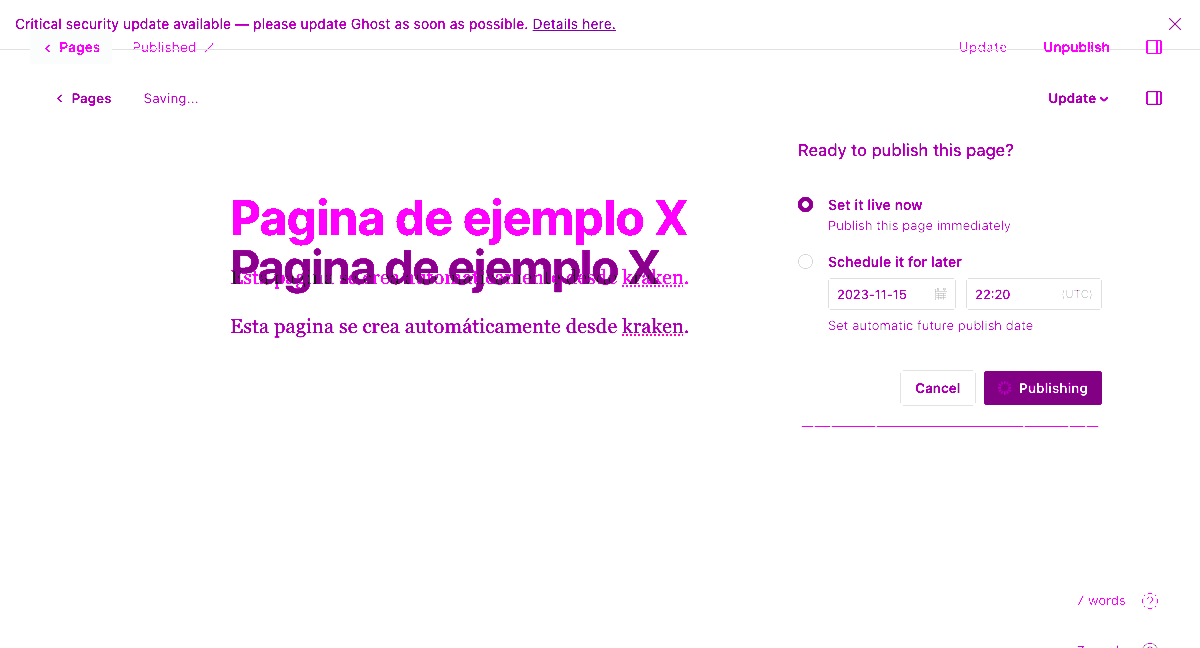 Critical security update available — please update Ghost as soon as possible. Details here.
Pages Published Update Unpublish
Pages Saving... Update
Ready to publish this page?
Pagina de ejemplo X
Set it live now
Publish this page immediately
Pagina de ejemplo X
Esta pagina se crea automáticamente desde kraken.
Schedule it for later
2023-11-15 22:20 (UTC)
Set automatic future publish date
Esta pagina se crea automáticamente desde kraken.
Cancel Publishing
7 words ?